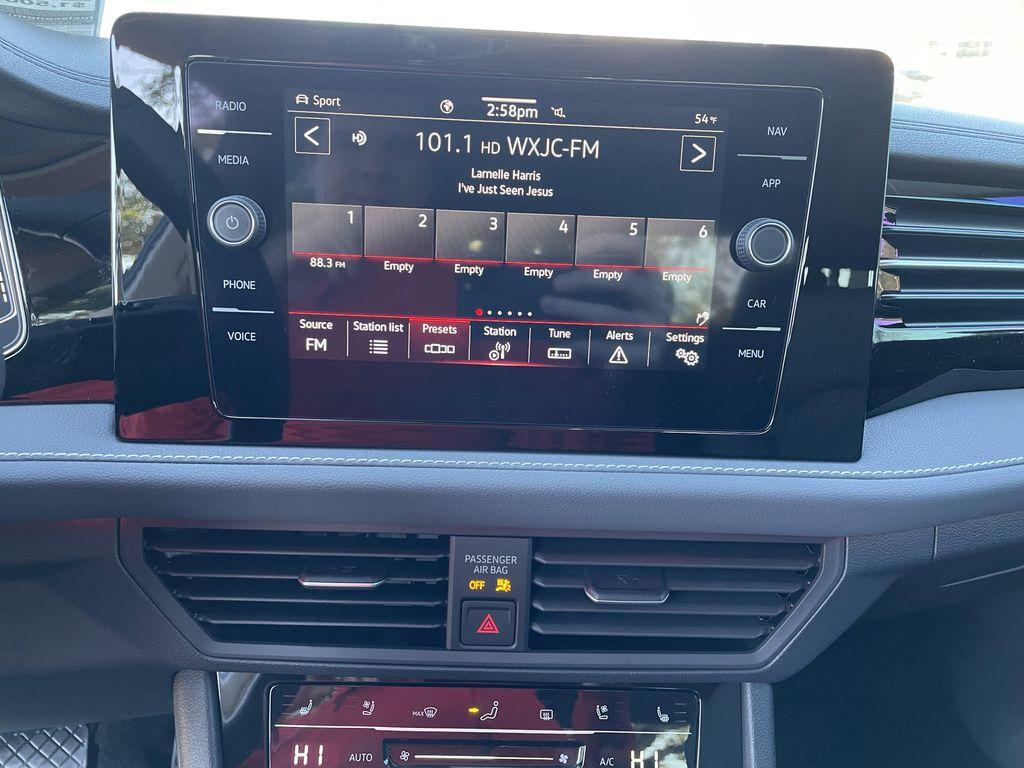 RADIO
MEDIA
PHONE
VOICE
Sport
2:58pm
54°F
101.1 HD WXJC-FM
Larnelle Harris
I've Just Seen Jesus
1 2 3 4 5 6
88.3 FM Empty Empty Empty Empty Empty
Source Station list Presets Station Tune Alerts Settings
FM
NAV
APP
CAR
MENU
PASSENGER
AIR BAG
OFF
MAX
HI AUTO A/C HI